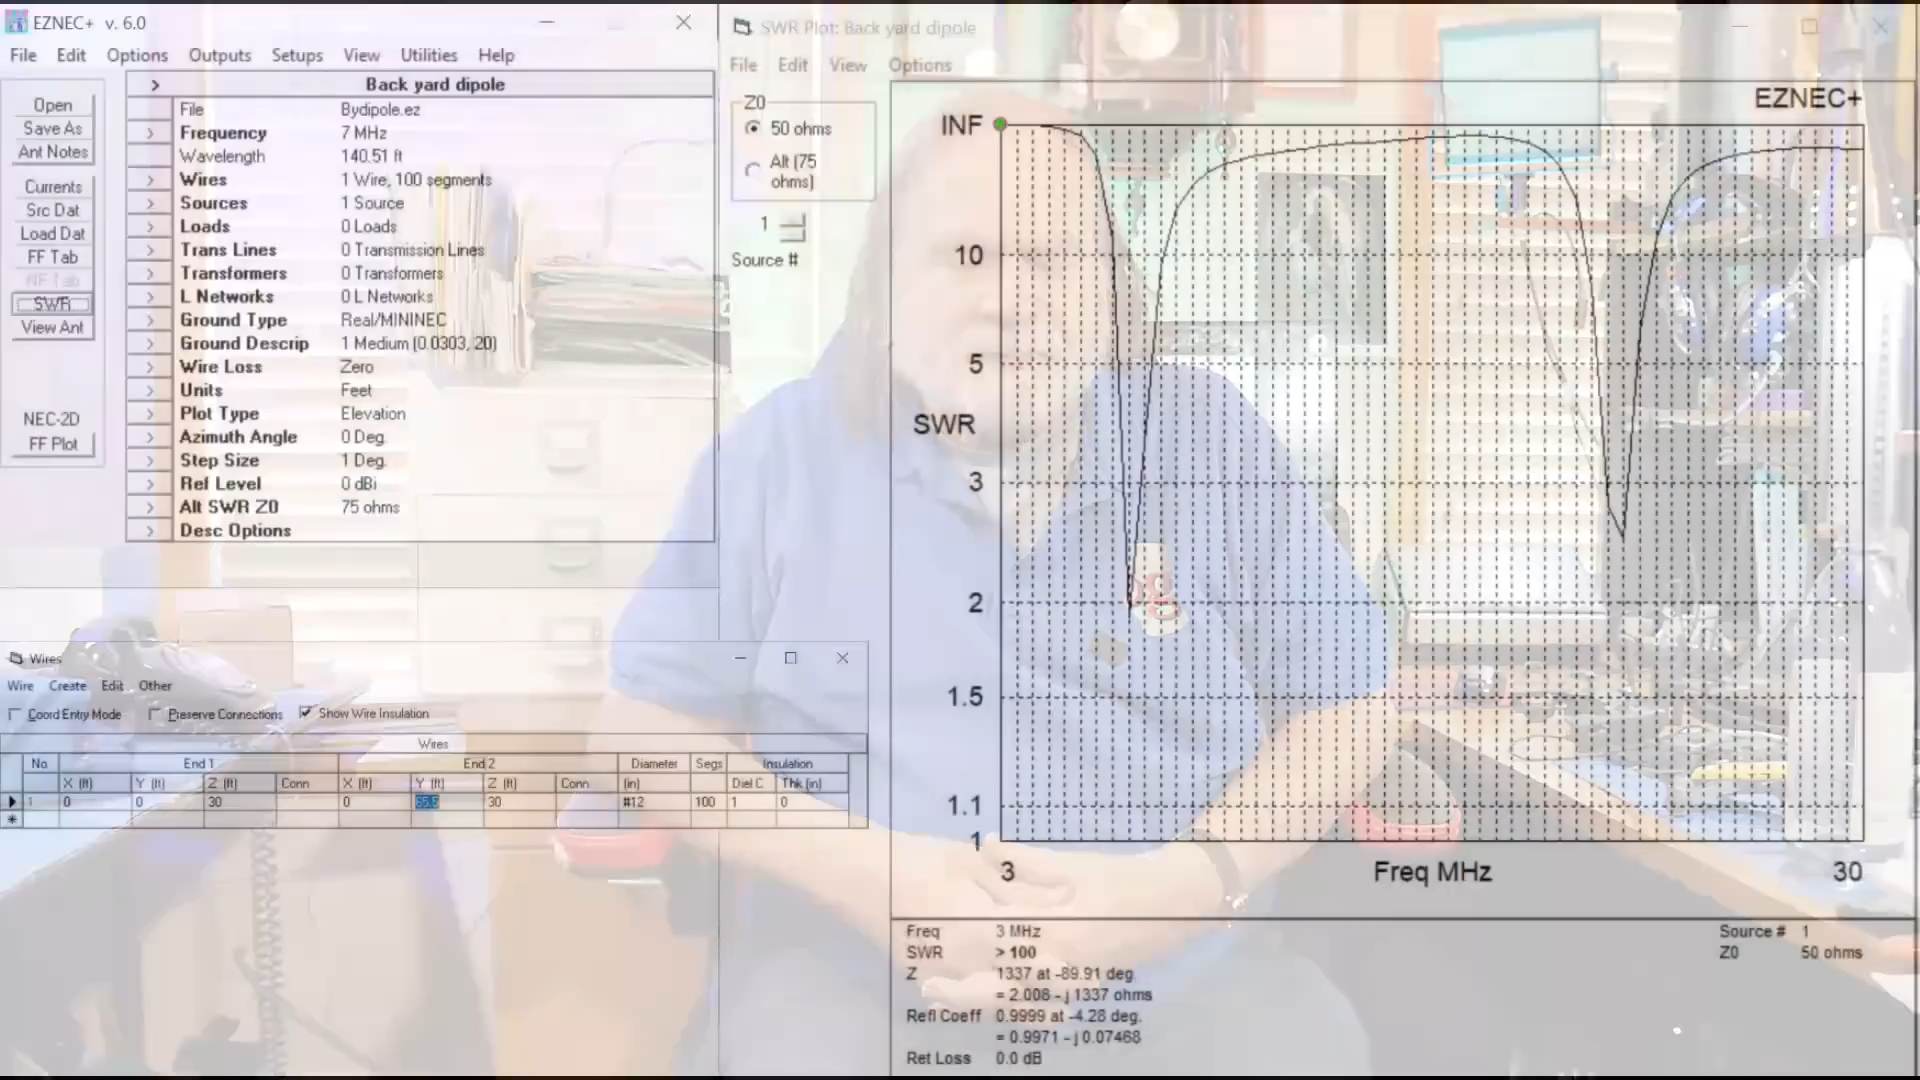 EZNEC+ v. 6.0
File Edit Options Outputs Setups View Utilities Help
Open
Save As
Ant Notes
Currents
Src Dat
Load Dat
FF Tab
NF Tab
SWR
View Ant
NEC-2D
FF Plot
> Back yard dipole
File Bydipole.ez
> Frequency 7 MHz
Wavelength 140.51 ft
> Wires 1 Wire, 100 segments
> Sources 1 Source
> Loads 0 Loads
> Trans Lines 0 Transmission Lines
> Transformers 0 Transformers
> L Networks 0 L Networks
> Ground Type Real/MININEC
> Ground Descrip 1 Medium (0.0303, 20)
> Wire Loss Zero
> Units Feet
> Plot Type Elevation
> Azimuth Angle 0 Deg.
> Step Size 1 Deg.
> Ref Level 0 dBi
> Alt SWR Z0 75 ohms
> Desc Options
Wires
Wire Create Edit Other
Coord Entry Mode Preserve Connections Show Wire Insulation
Wires
No. End 1 End 2 Diameter Segs Insulation
X (ft) Y (ft) Z (ft) Conn X (ft) Y (ft) Z (ft) Conn (in) Diel C Thk (in)
1 0 0 30 0 65.5 30 #12 100 1 0
*
SWR Plot: Back yard dipole
File Edit View Options
Z0
50 ohms
Alt (75
ohms)
1
Source #
EZNEC+
INF
10
5
SWR
3
2
1.5
1.1
1
3 Freq MHz 30
Freq 3 MHz
SWR > 100
Z 1337 at -89.91 deg.
= 2.008 - j 1337 ohms
Refl Coeff 0.9999 at -4.28 deg.
= 0.9971 - j 0.07468
Ret Loss 0.0 dB
Source # 1
Z0 50 ohms